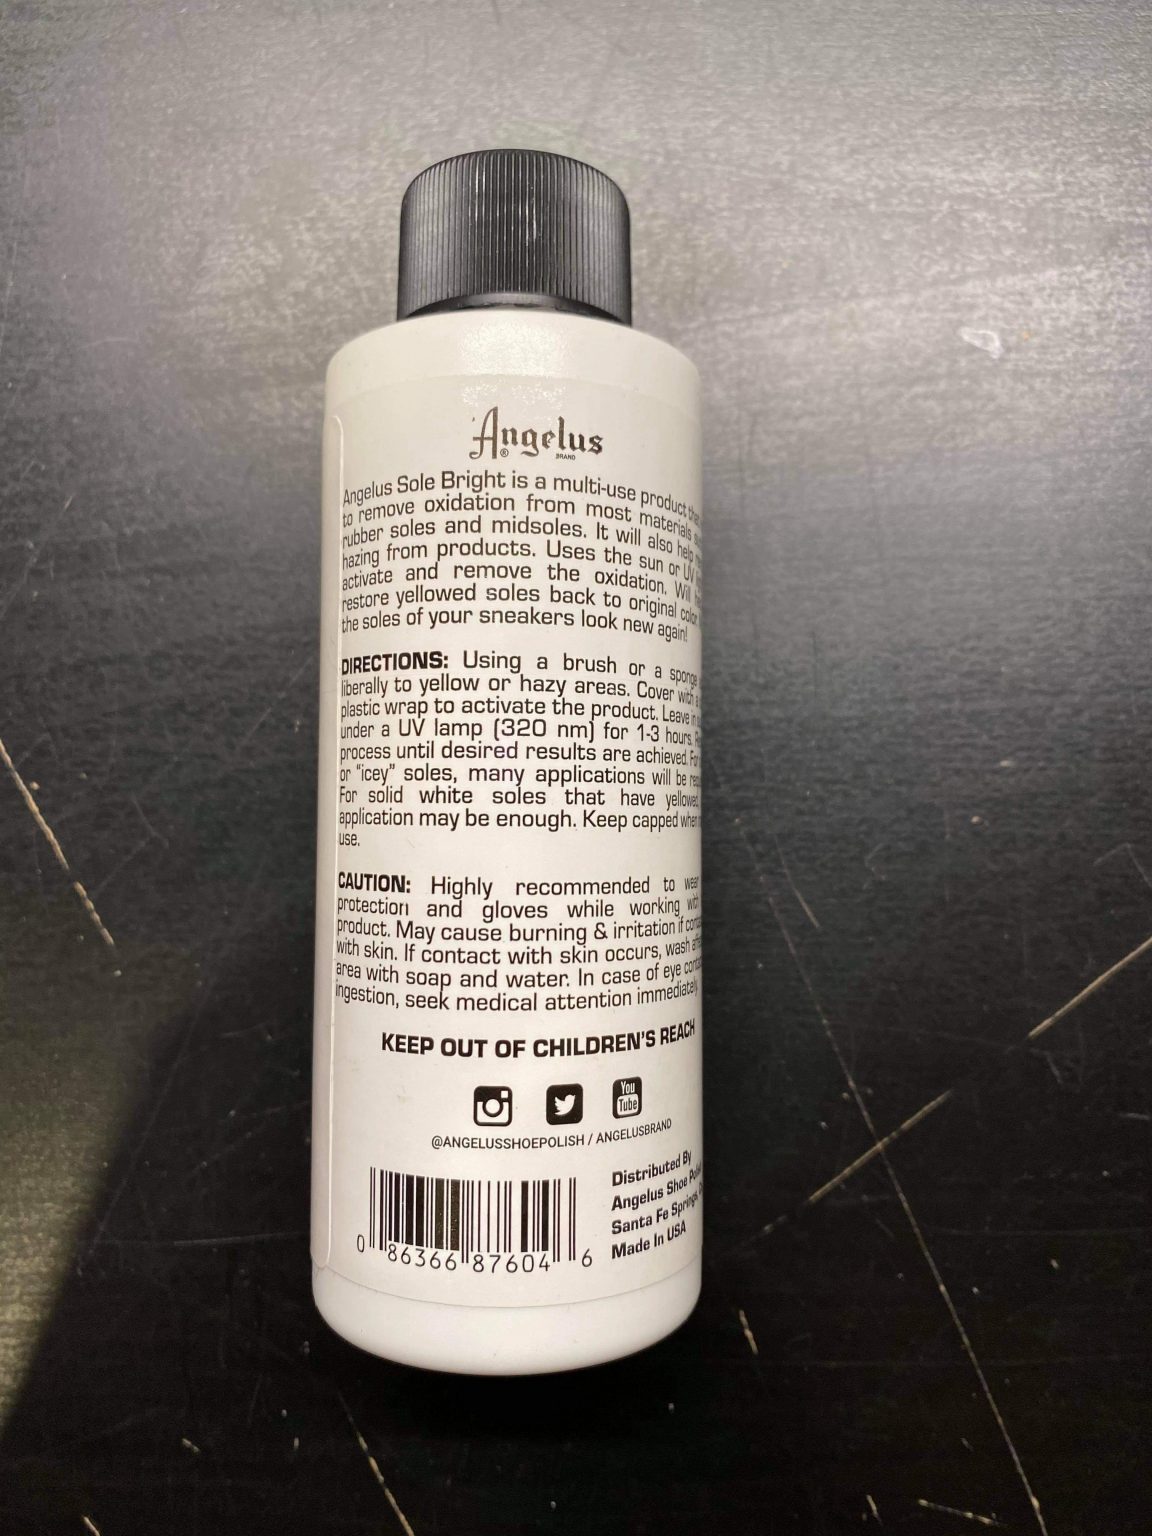 Angelus®
BRAND
Angelus Sole Bright is a multi-use product
to remove oxidation from most materials
rubber soles and midsoles. It will also help
hazing from products. Uses the sun or UV
activate and remove the oxidation. Will
restore yellowed soles back to original color
the soles of your sneakers look new again!
DIRECTIONS: Using a brush or a sponge
liberally to yellow or hazy areas. Cover with a
plastic wrap to activate the product. Leave in
under a UV lamp (320 nm) for 1-3 hours.
process until desired results are achieved. For
or "icey" soles, many applications will be
For solid white soles that have yellowed,
application may be enough. Keep capped when
use.
CAUTION: Highly recommended to wear
protection and gloves while working with
product. May cause burning & irritation if
with skin. If contact with skin occurs, wash
area with soap and water. In case of eye
ingestion, seek medical attention immediately.
KEEP OUT OF CHILDREN'S REACH
You
Tube
@ANGELUSSHOEPOLISH / ANGELUSBRAND
Distributed By
Angelus Shoe
Santa Fe Springs
Made In USA
0 86366 87604 6